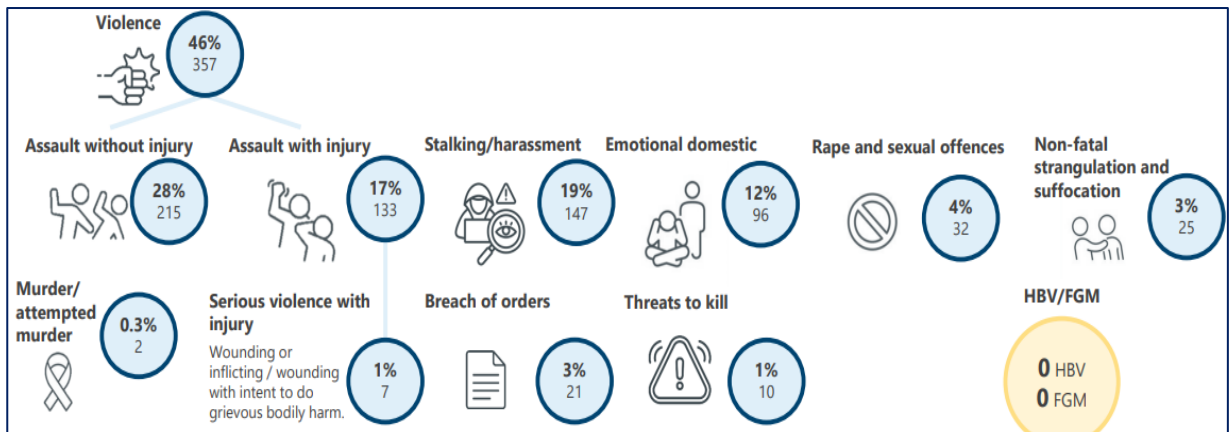 Violence
46%
357
Assault without injury
28%
215
Assault with injury
17%
133
Stalking/harassment
19%
147
Emotional domestic
12%
96
Rape and sexual offences
4%
32
Non-fatal
strangulation and
suffocation
3%
25
Murder/
attempted
murder
0.3%
2
Serious violence with
injury
Wounding or
inflicting / wounding
with intent to do
grievous bodily harm.
1%
7
Breach of orders
3%
21
Threats to kill
1%
10
HBV/FGM
0 HBV
0 FGM